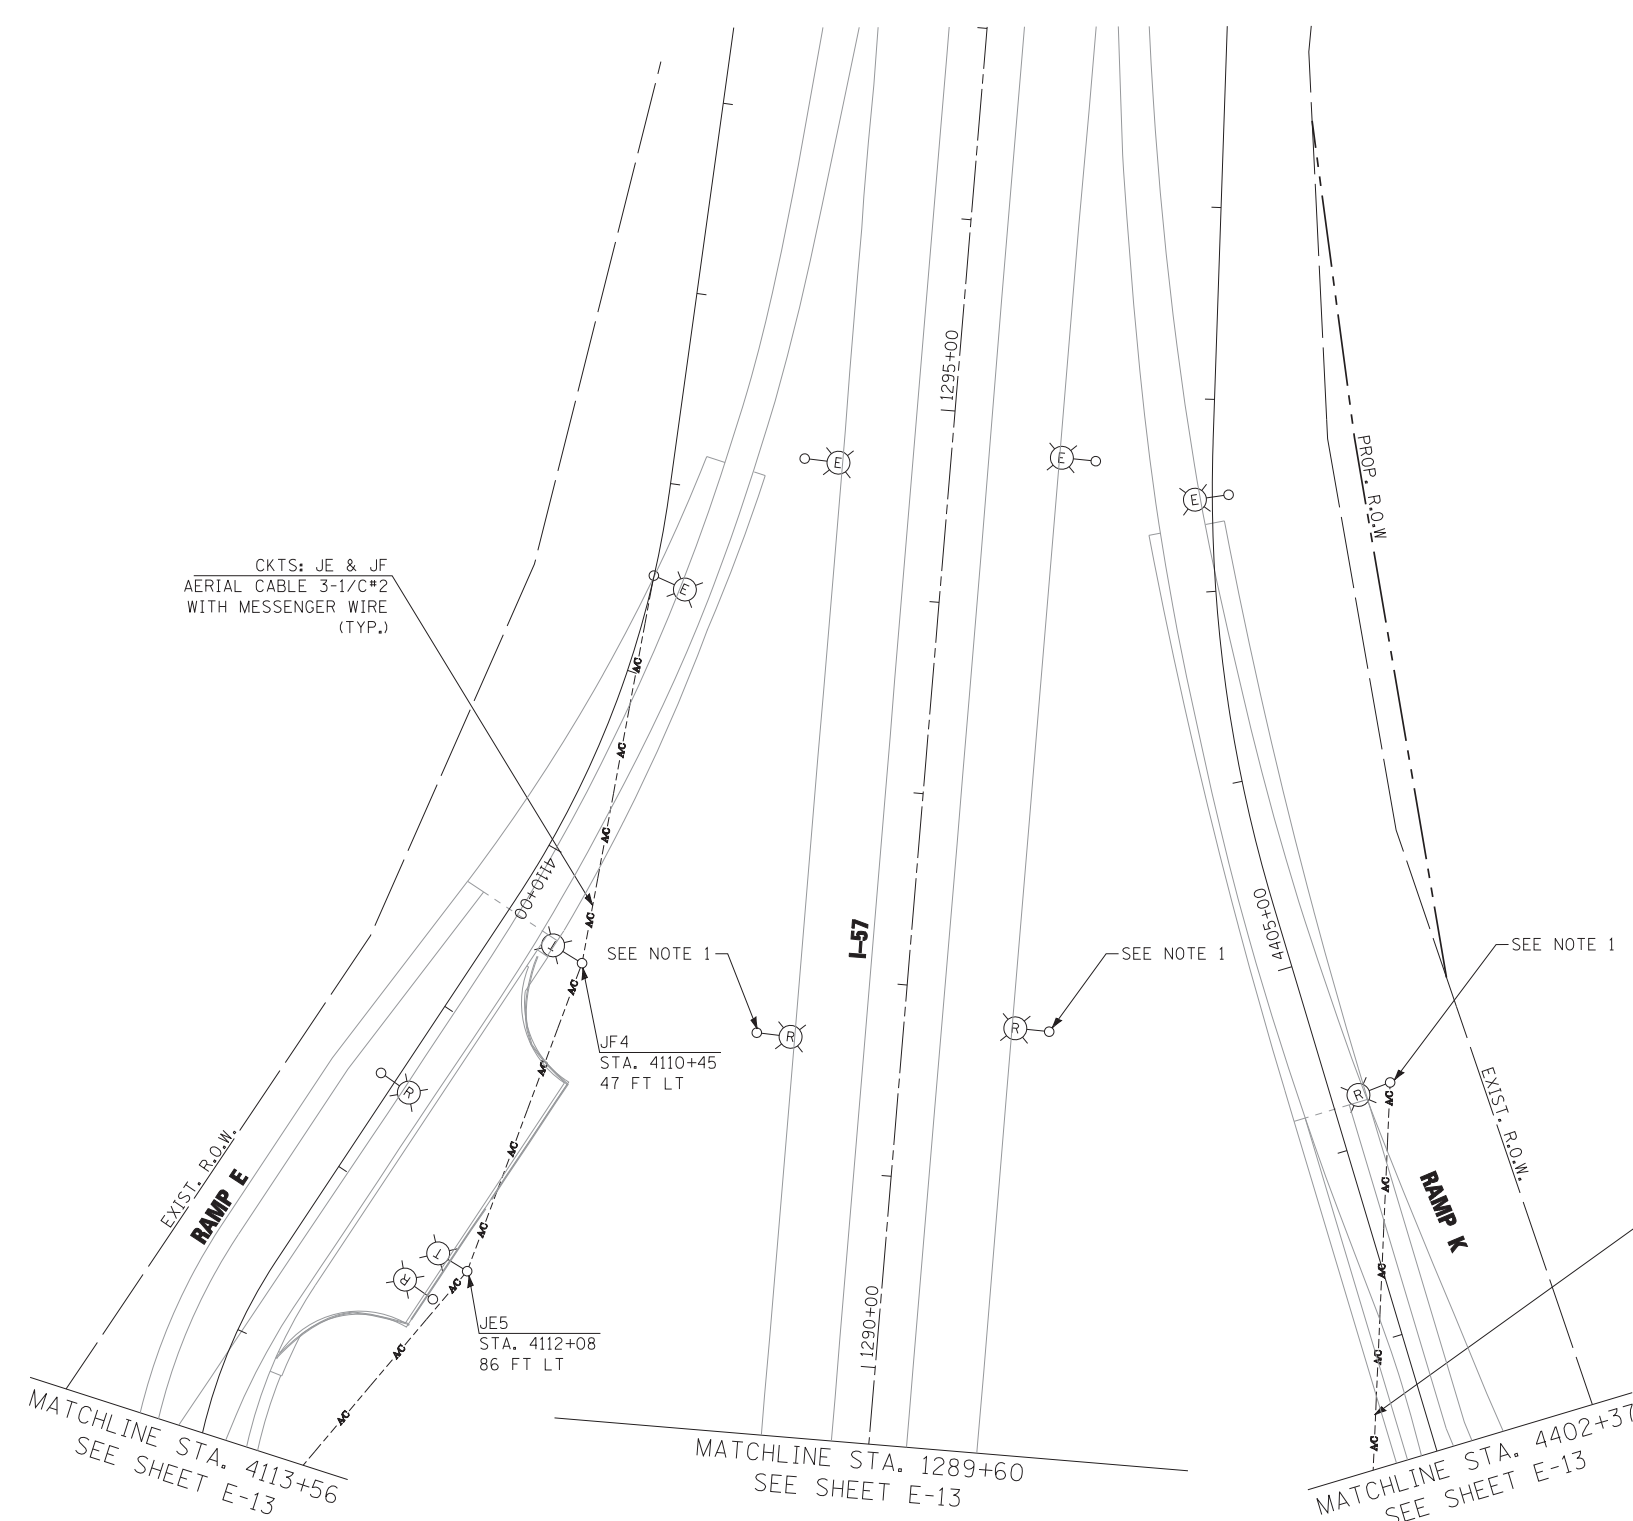 1295+00
PROP. R.O.W
E
E
E
E
CKTS: JE & JF
AERIAL CABLE 3-1/C#2
WITH MESSENGER WIRE
(TYP.)
A/C
A/C
A/C
4110+00
A/C
I
A/C
SEE NOTE 1
I-57
SEE NOTE 1
4405+00
SEE NOTE 1
R
R
JF4
STA. 4110+45
47 FT LT
A/C
R
R
A/C
EXIST. R.O.W.
EXIST. R.O.W.
RAMP E
A/C
A/C
A/C
RAMP K
I
R
A/C
A/C
JE5
STA. 4112+08
86 FT LT
1290+00
A/C
A/C
A/C
A/C
MATCHLINE STA. 4113+56
SEE SHEET E-13
MATCHLINE STA. 1289+60
SEE SHEET E-13
MATCHLINE STA. 4402+37
SEE SHEET E-13